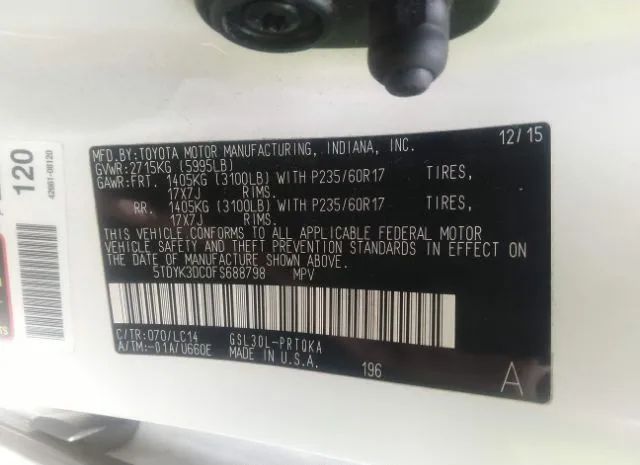 MFD.BY:TOYOTA MOTOR MANUFACTURING, INDIANA, INC. 12/15
GVWR:2715KG (5995LB)
GAWR:FRT. 1405KG (3100LB) WITH P235/60R17 TIRES,
17X7J RIMS.
RR. 1405KG (3100LB) WITH P235/60R17 TIRES,
17X7J RIMS.
THIS VEHICLE CONFORMS TO ALL APPLICABLE FEDERAL MOTOR
VEHICLE SAFETY AND THEFT PREVENTION STANDARDS IN EFFECT ON
THE DATE OF MANUFACTURE SHOWN ABOVE.
5TDYK3DC0FS688798 MPV
C/TR:070/LC14 GSL30L-PRTQKA
A/TM:-01A/U660E MADE IN U.S.A.
196 A
120
42661-08120